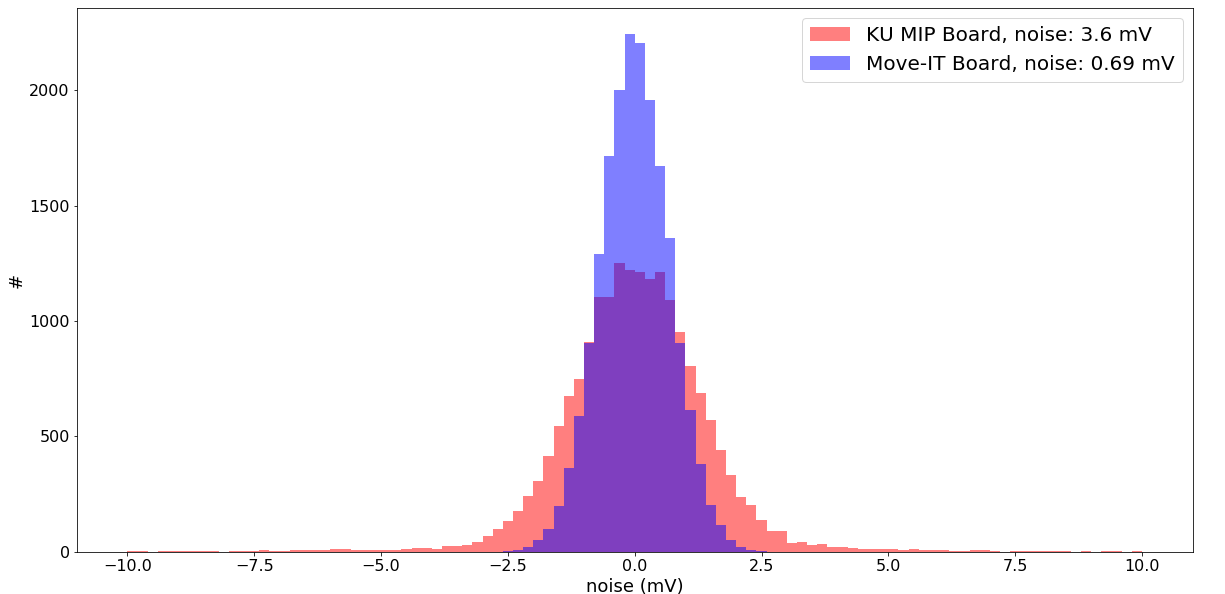 KU MIP Board, noise: 3.6 mV
Move-IT Board, noise: 0.69 mV
2000
1500
1000
500
0
#
−10.0 −7.5 −5.0 −2.5 0.0 2.5 5.0 7.5 10.0
noise (mV)